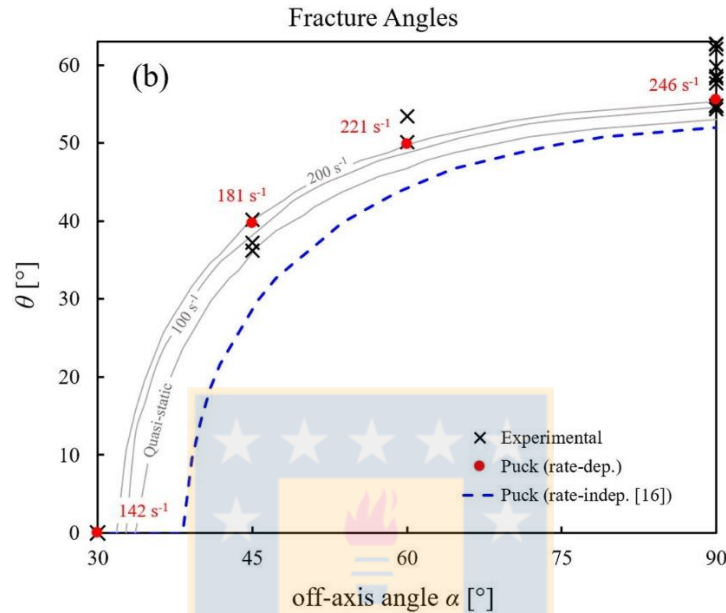 Fracture Angles
(b)
60
50
40
30
20
10
0
θ [°]
246 s⁻¹
221 s⁻¹
181 s⁻¹
142 s⁻¹
200 s⁻¹
100 s⁻¹
Quasi-static
Experimental
Puck (rate-dep.)
Puck (rate-indep. [16])
30 45 60 75 90
off-axis angle α [°]